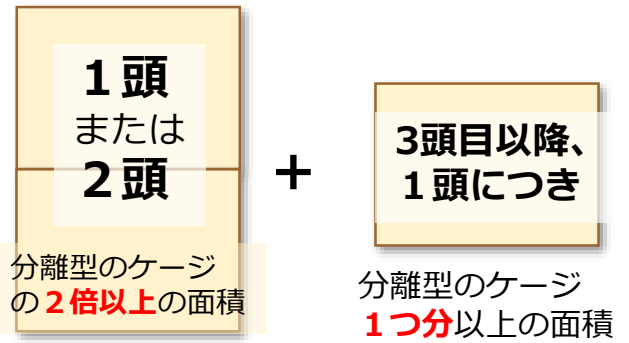 １頭
または
２頭
分離型のケージ
の２倍以上の面積
＋
3頭目以降、
１頭につき
分離型のケージ
１つ分以上の面積